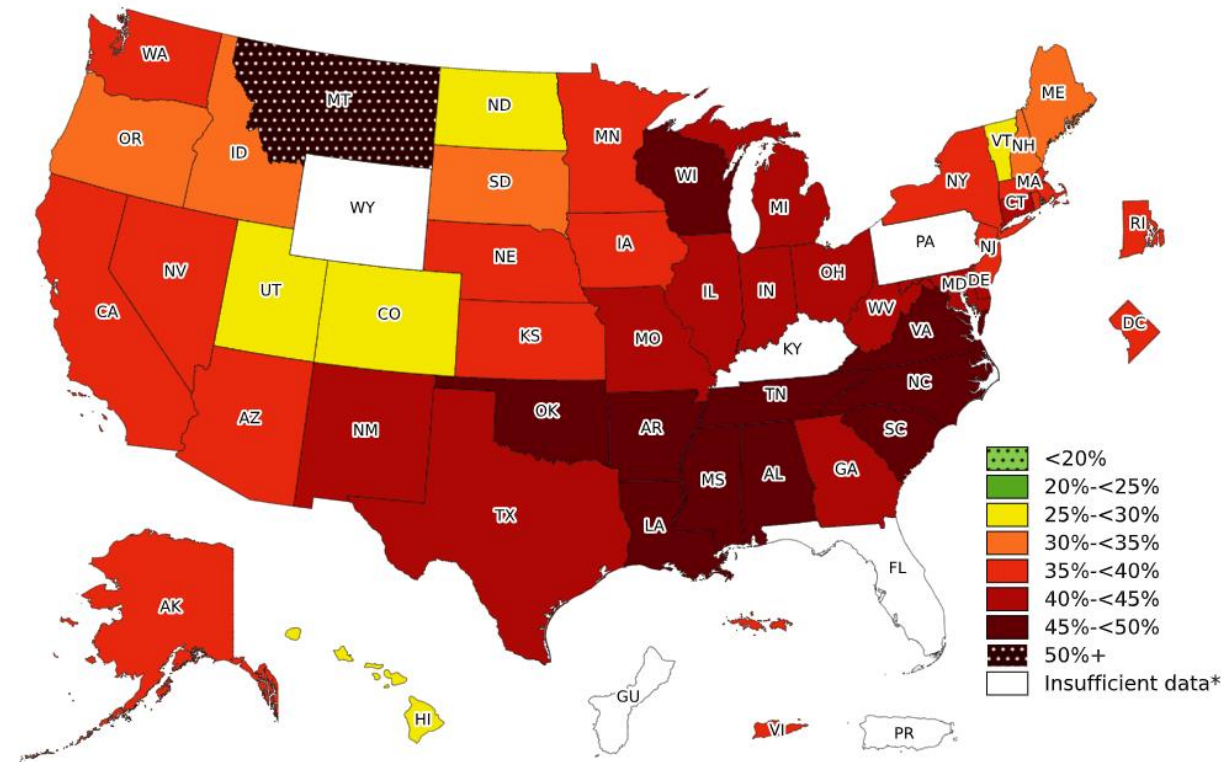 WA
MT
ND
MN
ME
VT
NH
OR
ID
SD
WI
NY
MA
CT
MI
WY
RI
PA
NJ
IA
NE
NV
UT
CO
CA
IL
IN
OH
MD
DE
WV
DC
VA
KS
MO
KY
NC
TN
OK
AZ
NM
AR
SC
MS
AL
GA
TX
LA
FL
<20%
20%-<25%
25%-<30%
30%-<35%
35%-<40%
40%-<45%
45%-<50%
50%+
Insufficient data*
AK
HI
GU
VI
PR